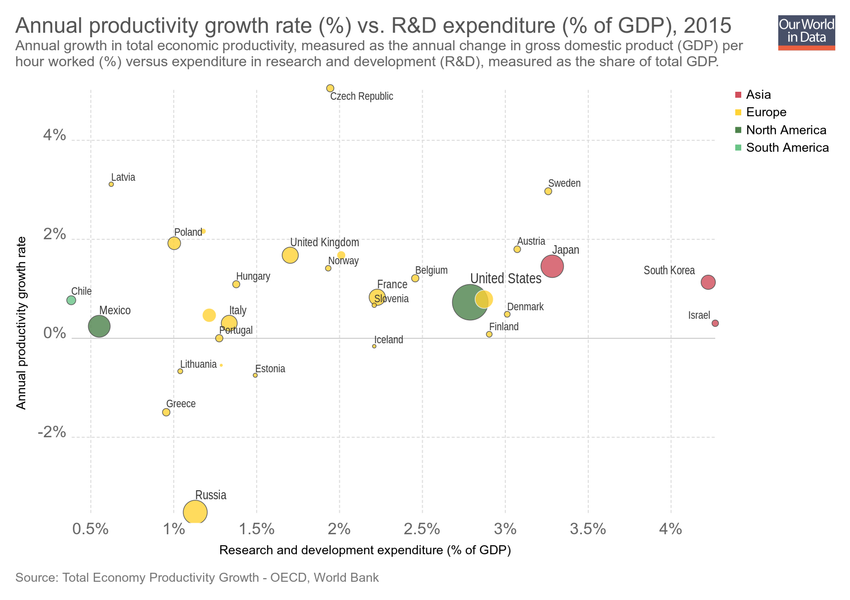 Annual productivity growth rate (%) vs. R&D expenditure (% of GDP), 2015
Our World
in Data
Annual growth in total economic productivity, measured as the annual change in gross domestic product (GDP) per
hour worked (%) versus expenditure in research and development (R&D), measured as the share of total GDP.
Asia
Europe
North America
South America
Czech Republic
4%
Latvia
Sweden
2%
Poland
United Kingdom
Austria
Japan
Norway
Belgium
South Korea
Hungary
United States
France
Chile
Slovenia
Mexico
Italy
Denmark
Israel
Portugal
Finland
0%
Iceland
Lithuania
Estonia
Greece
-2%
Russia
Annual productivity growth rate
0.5%
1%
1.5%
2%
2.5%
3%
3.5%
4%
Research and development expenditure (% of GDP)
Source: Total Economy Productivity Growth - OECD, World Bank